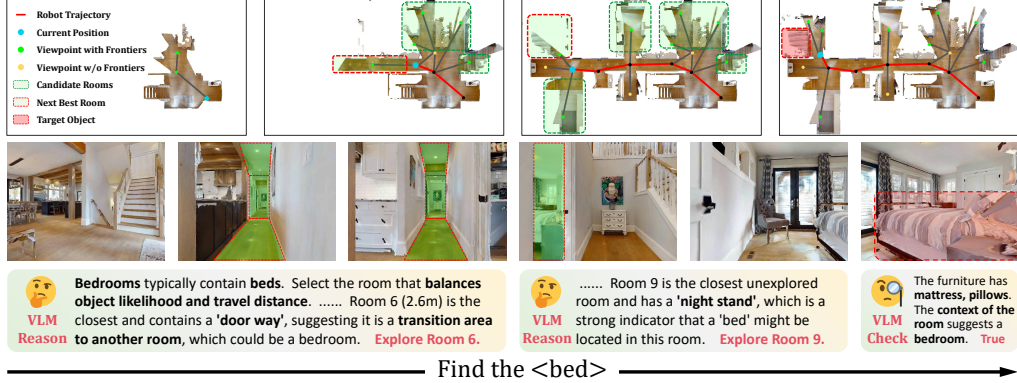 Robot Trajectory
Current Position
Viewpoint with Frontiers
Viewpoint w/o Frontiers
Candidate Rooms
Next Best Room
Target Object
VLM
Reason
Bedrooms typically contain beds. Select the room that balances
object likelihood and travel distance. ...... Room 6 (2.6m) is the
closest and contains a 'door way', suggesting it is a transition area
to another room, which could be a bedroom. Explore Room 6.
VLM
Reason
...... Room 9 is the closest unexplored
room and has a 'night stand', which is a
strong indicator that a 'bed' might be
located in this room. Explore Room 9.
VLM
Check
The furniture has
mattress, pillows.
The context of the
room suggests a
bedroom. True
Find the <bed>